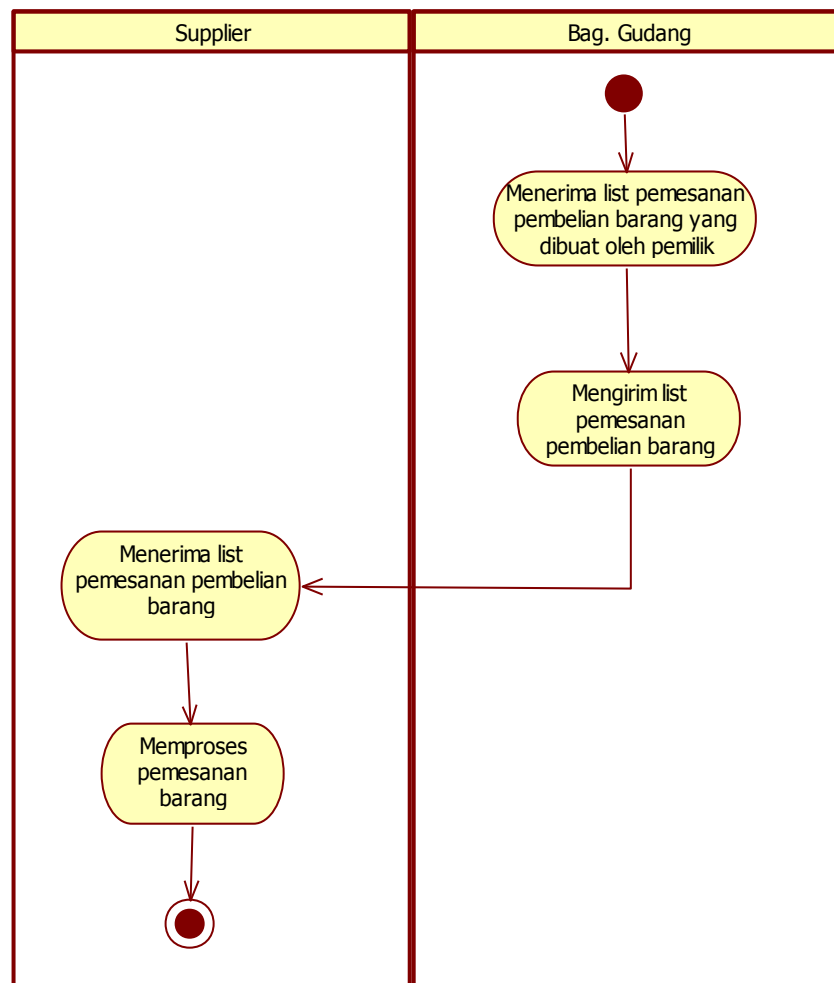 Supplier
Bag. Gudang
Menerima list pemesanan
pembelian barang yang
dibuat oleh pemilik
Mengirim list
pemesanan
pembelian barang
Menerima list
pemesanan pembelian
barang
Memproses
pemesanan
barang